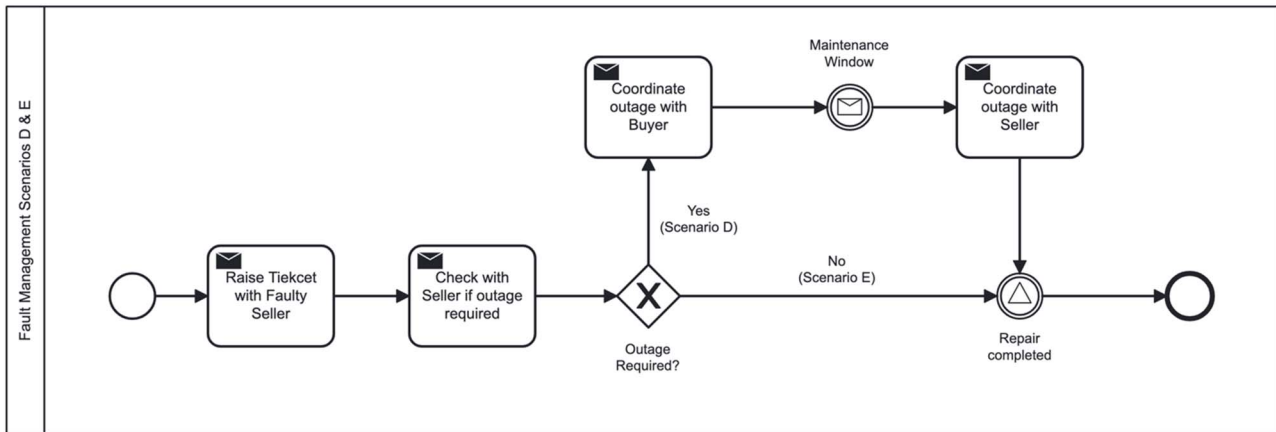 Fault Management Scenarios D & E
Maintenance
Window
Coordinate
outage with
Buyer
Coordinate
outage with
Seller
Yes
(Scenario D)
No
(Scenario E)
Raise Tiekcet
with Faulty
Seller
Check with
Seller if outage
required
X
Outage
Required?
Repair
completed